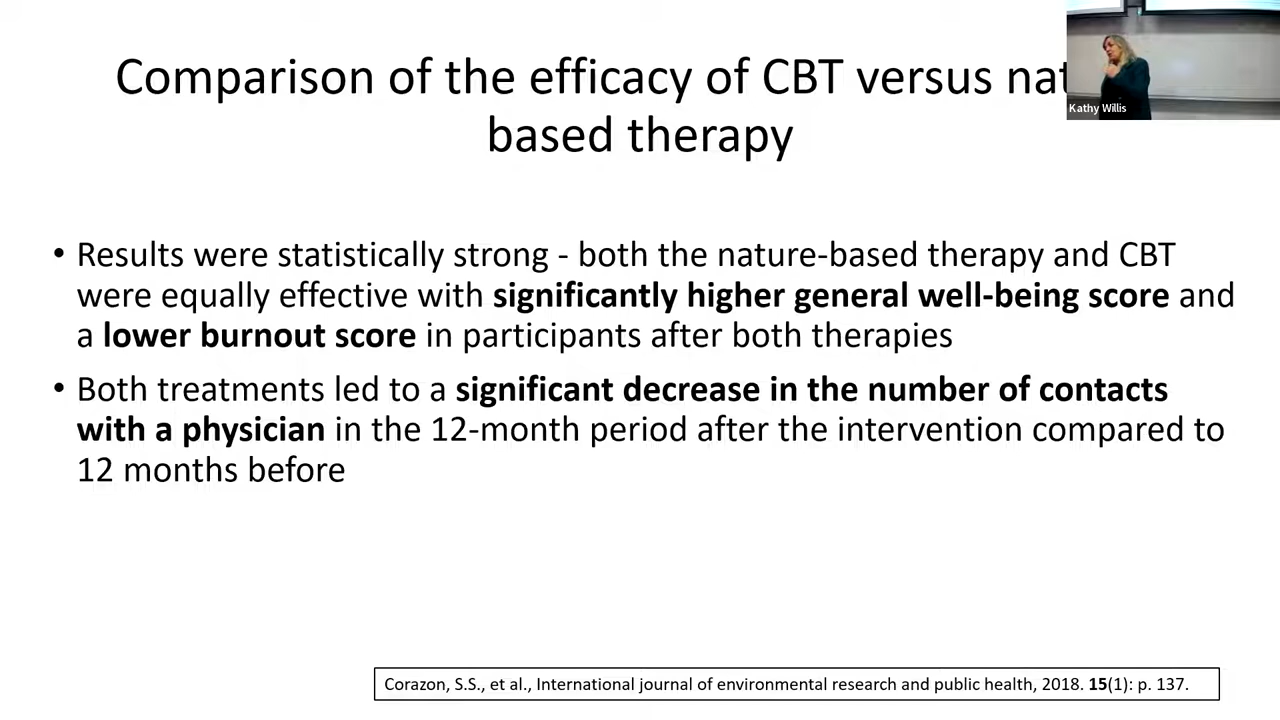 Comparison of the efficacy of CBT versus
based therapy
Kathy Willis
• Results were statistically strong - both the nature-based therapy and CBT
were equally effective with significantly higher general well-being score and
a lower burnout score in participants after both therapies
• Both treatments led to a significant decrease in the number of contacts
with a physician in the 12-month period after the intervention compared to
12 months before
Corazon, S.S., et al., International journal of environmental research and public health, 2018. 15(1): p. 137.